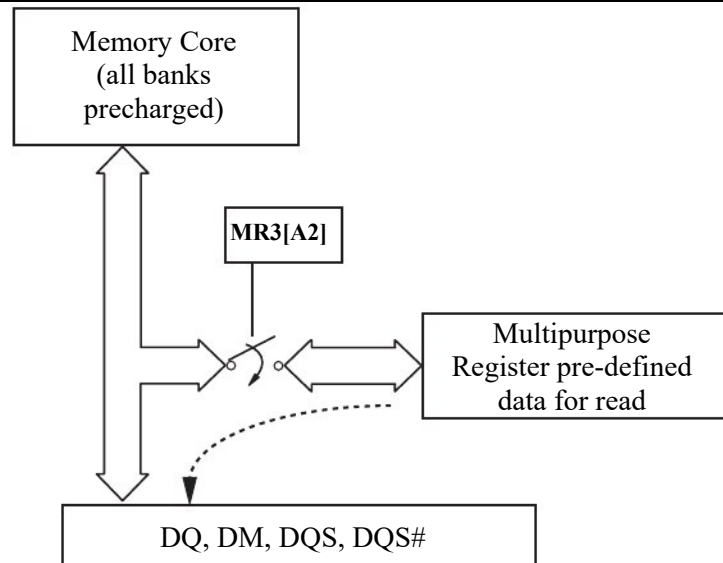 Memory Core
(all banks
precharged)
MR3[A2]
Multipurpose
Register pre-defined
data for read
DQ, DM, DQS, DQS#